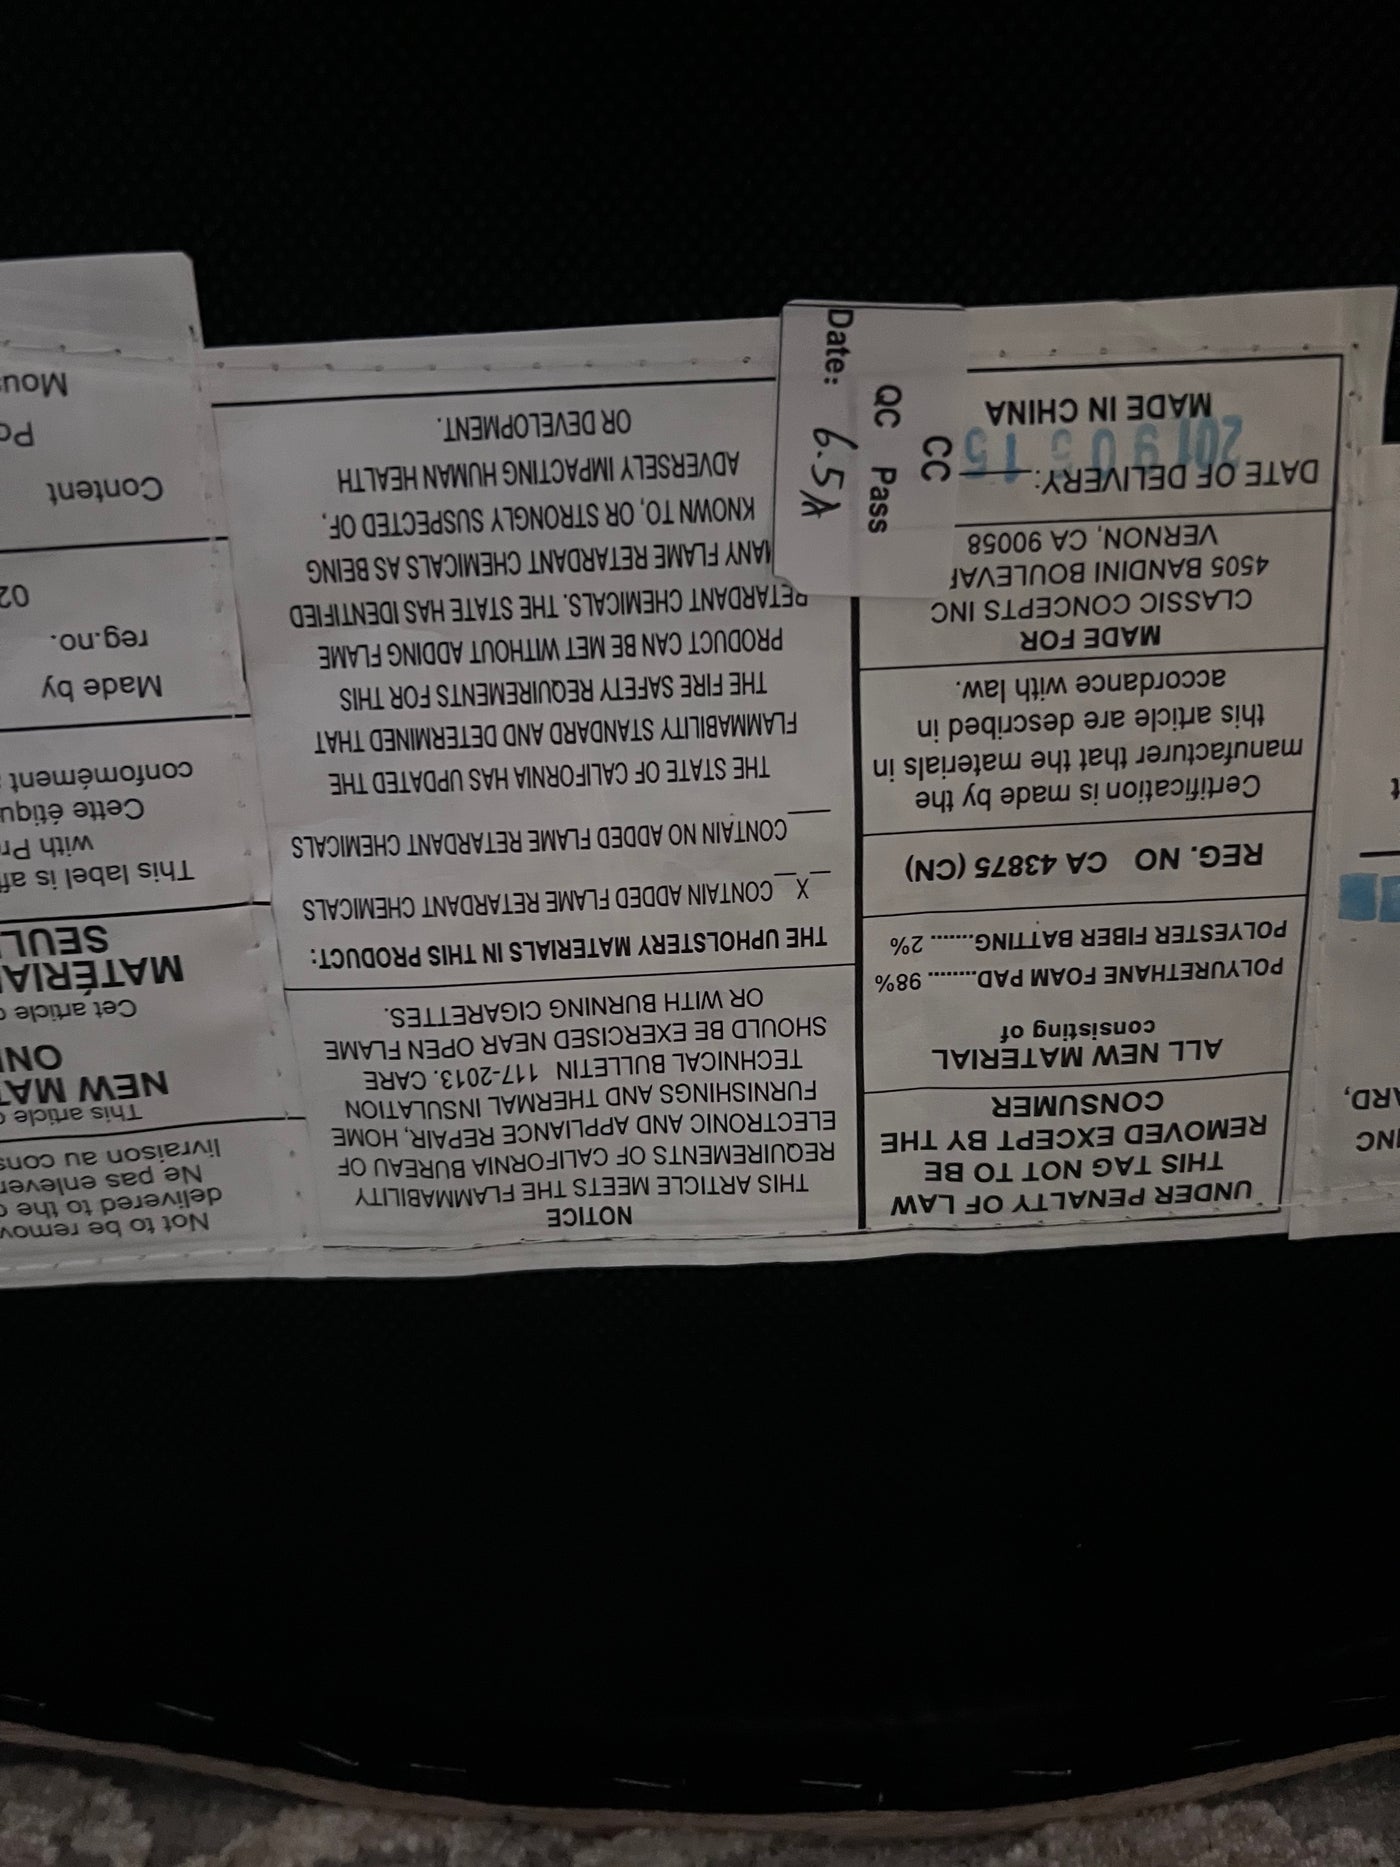 UNDER PENALTY OF LAW
THIS TAG NOT TO BE
REMOVED EXCEPT BY THE
CONSUMER
ALL NEW MATERIAL
consisting of
POLYURETHANE FOAM PAD......... 98%
POLYESTER FIBER BATTING........ 2%
REG. NO CA 43875 (CN)
Certification is made by the
manufacturer that the materials in
this article are described in
accordance with law.
MADE FOR
CLASSIC CONCEPTS INC
4505 BANDINI BOULEVAR
VERNON, CA 90058
DATE OF DELIVERY:
20190515
MADE IN CHINA
NOTICE
THIS ARTICLE MEETS THE FLAMMABILITY
REQUIREMENTS OF CALIFORNIA BUREAU OF
ELECTRONIC AND APPLIANCE REPAIR, HOME
FURNISHINGS AND THERMAL INSULATION
TECHNICAL BULLETIN 117-2013. CARE
SHOULD BE EXERCISED NEAR OPEN FLAME
OR WITH BURNING CIGARETTES.
THE UPHOLSTERY MATERIALS IN THIS PRODUCT:
_X_CONTAIN ADDED FLAME RETARDANT CHEMICALS
___CONTAIN NO ADDED FLAME RETARDANT CHEMICALS
THE STATE OF CALIFORNIA HAS UPDATED THE
FLAMMABILITY STANDARD AND DETERMINED THAT
THE FIRE SAFETY REQUIREMENTS FOR THIS
PRODUCT CAN BE MET WITHOUT ADDING FLAME
RETARDANT CHEMICALS. THE STATE HAS IDENTIFIED
MANY FLAME RETARDANT CHEMICALS AS BEING
KNOWN TO, OR STRONGLY SUSPECTED OF,
ADVERSELY IMPACTING HUMAN HEALTH
OR DEVELOPMENT.
CC
QC Pass
Date: 6.5
Not to be remov
delivered to the c
Ne pas enlever
livraison au cons
This article c
NEW MA
ONL
Cet article c
MATÉRIA
SEUL
This label is aff
with Pr
Cette étiqu
conformément
Made by
reg.no.
02
Content
Po
Mou
INC
ARD,
t